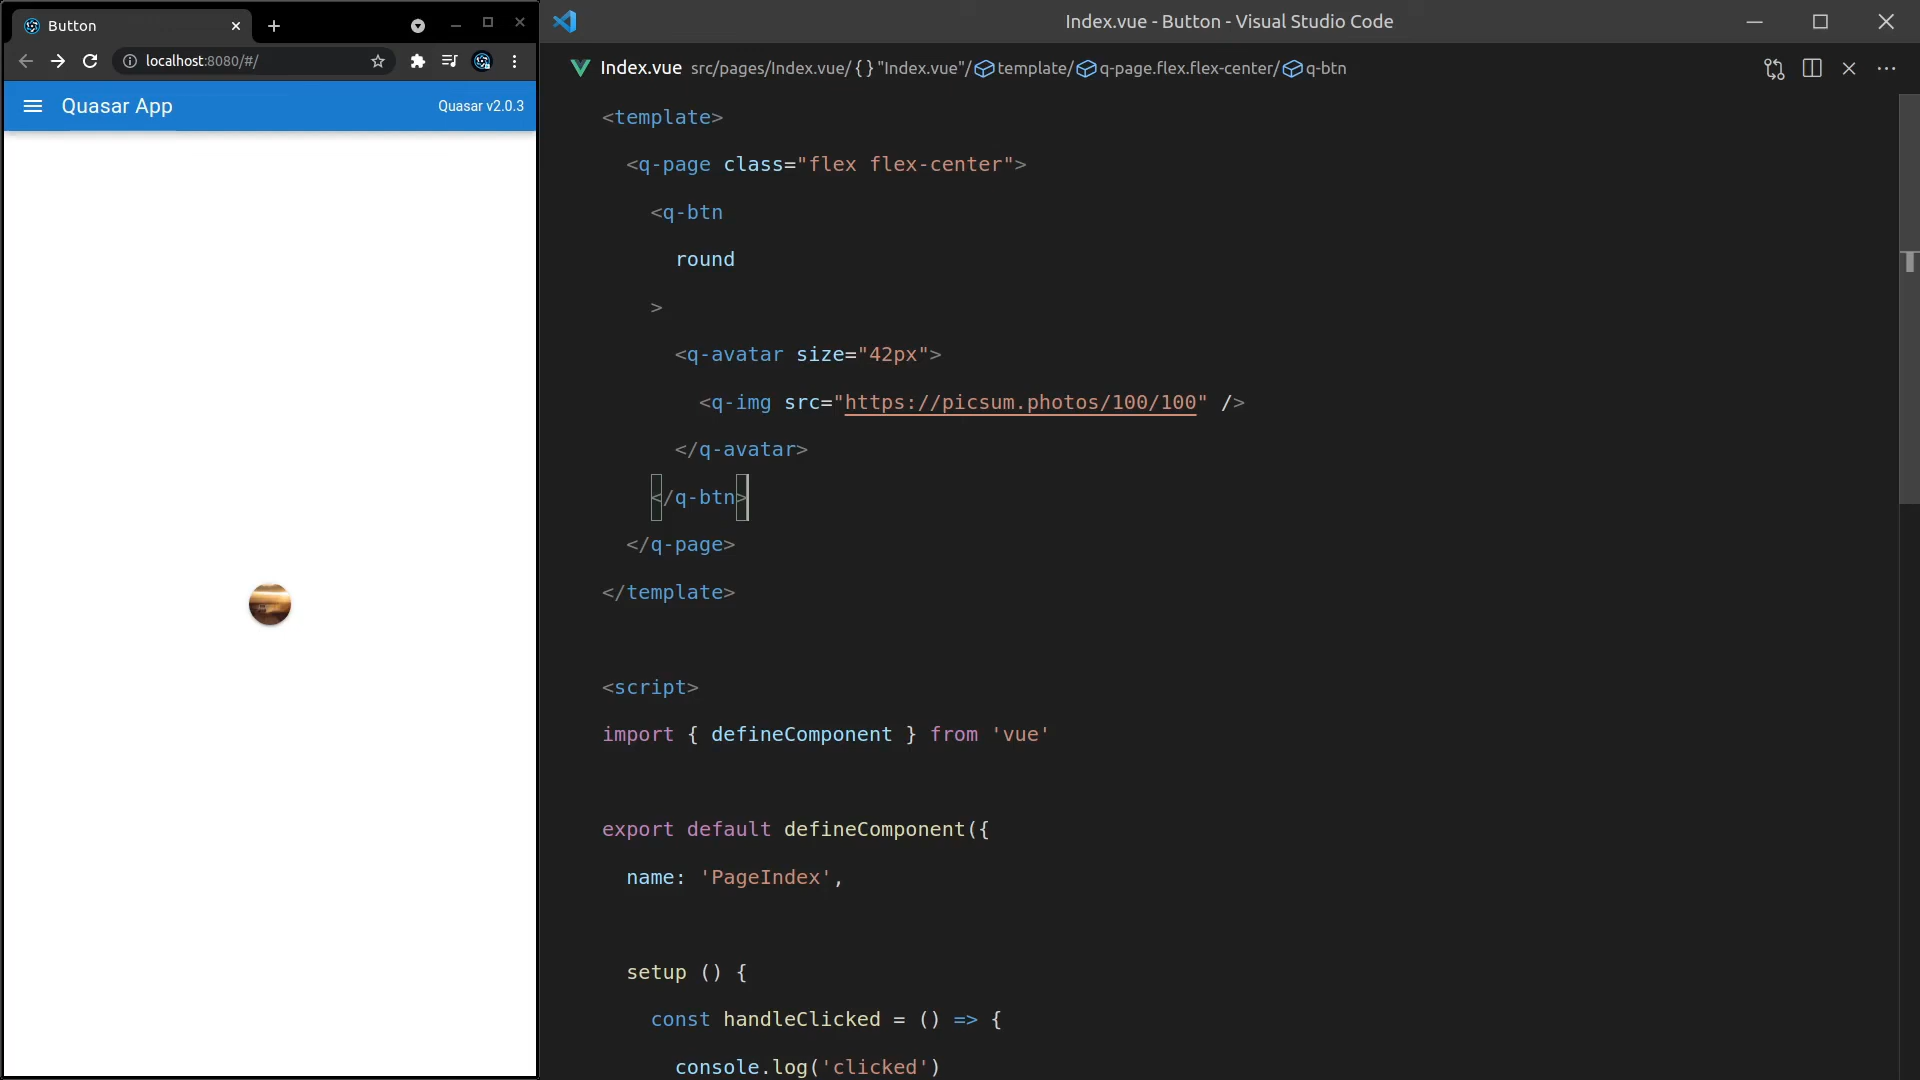 Button
localhost:8080/#/
Quasar App
Quasar v2.0.3
Index.vue - Button - Visual Studio Code
Index.vue src/pages/Index.vue/{}"Index.vue"/template/q-page.flex.flex-center/q-btn
<template>
<q-page class="flex flex-center">
<q-btn
round
>
<q-avatar size="42px">
<q-img src="https://picsum.photos/100/100" />
</q-avatar>
</q-btn>
</q-page>
</template>
<script>
import { defineComponent } from 'vue'
export default defineComponent({
name: 'PageIndex',
setup () {
const handleClicked = () => {
console.log('clicked')